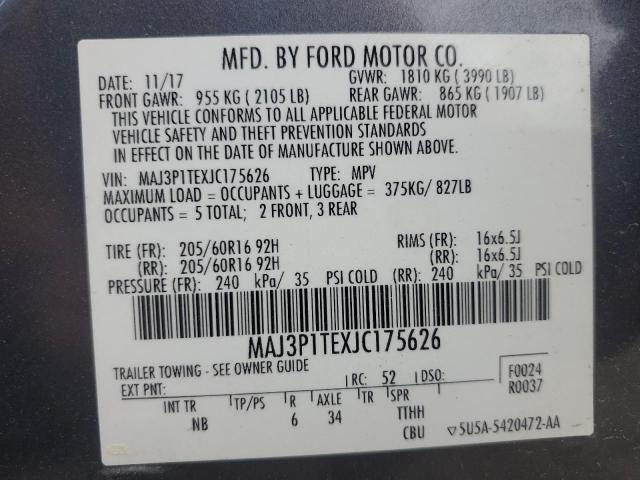 MFD. BY FORD MOTOR CO.
DATE: 11/17 GVWR: 1810 KG ( 3990 LB)
FRONT GAWR: 955 KG ( 2105 LB) REAR GAWR: 865 KG ( 1907 LB)
THIS VEHICLE CONFORMS TO ALL APPLICABLE FEDERAL MOTOR
VEHICLE SAFETY AND THEFT PREVENTION STANDARDS
IN EFFECT ON THE DATE OF MANUFACTURE SHOWN ABOVE.
VIN: MAJ3P1TEXJC175626 TYPE: MPV
MAXIMUM LOAD = OCCUPANTS + LUGGAGE = 375KG/ 827LB
OCCUPANTS = 5 TOTAL; 2 FRONT, 3 REAR
TIRE (FR): 205/60R16 92H RIMS (FR): 16x6.5J
(RR): 205/60R16 92H (RR): 16x6.5J
PRESSURE (FR): 240 kPa/ 35 PSI COLD (RR): 240 kPa/ 35 PSI COLD
MAJ3P1TEXJC175626
TRAILER TOWING - SEE OWNER GUIDE
EXT PNT: RC: 52 DSO: F0024
R0037
INT TR TP/PS R AXLE TR SPR
NB 6 34 TTHH
CBU ▽5U5A-5420472-AA